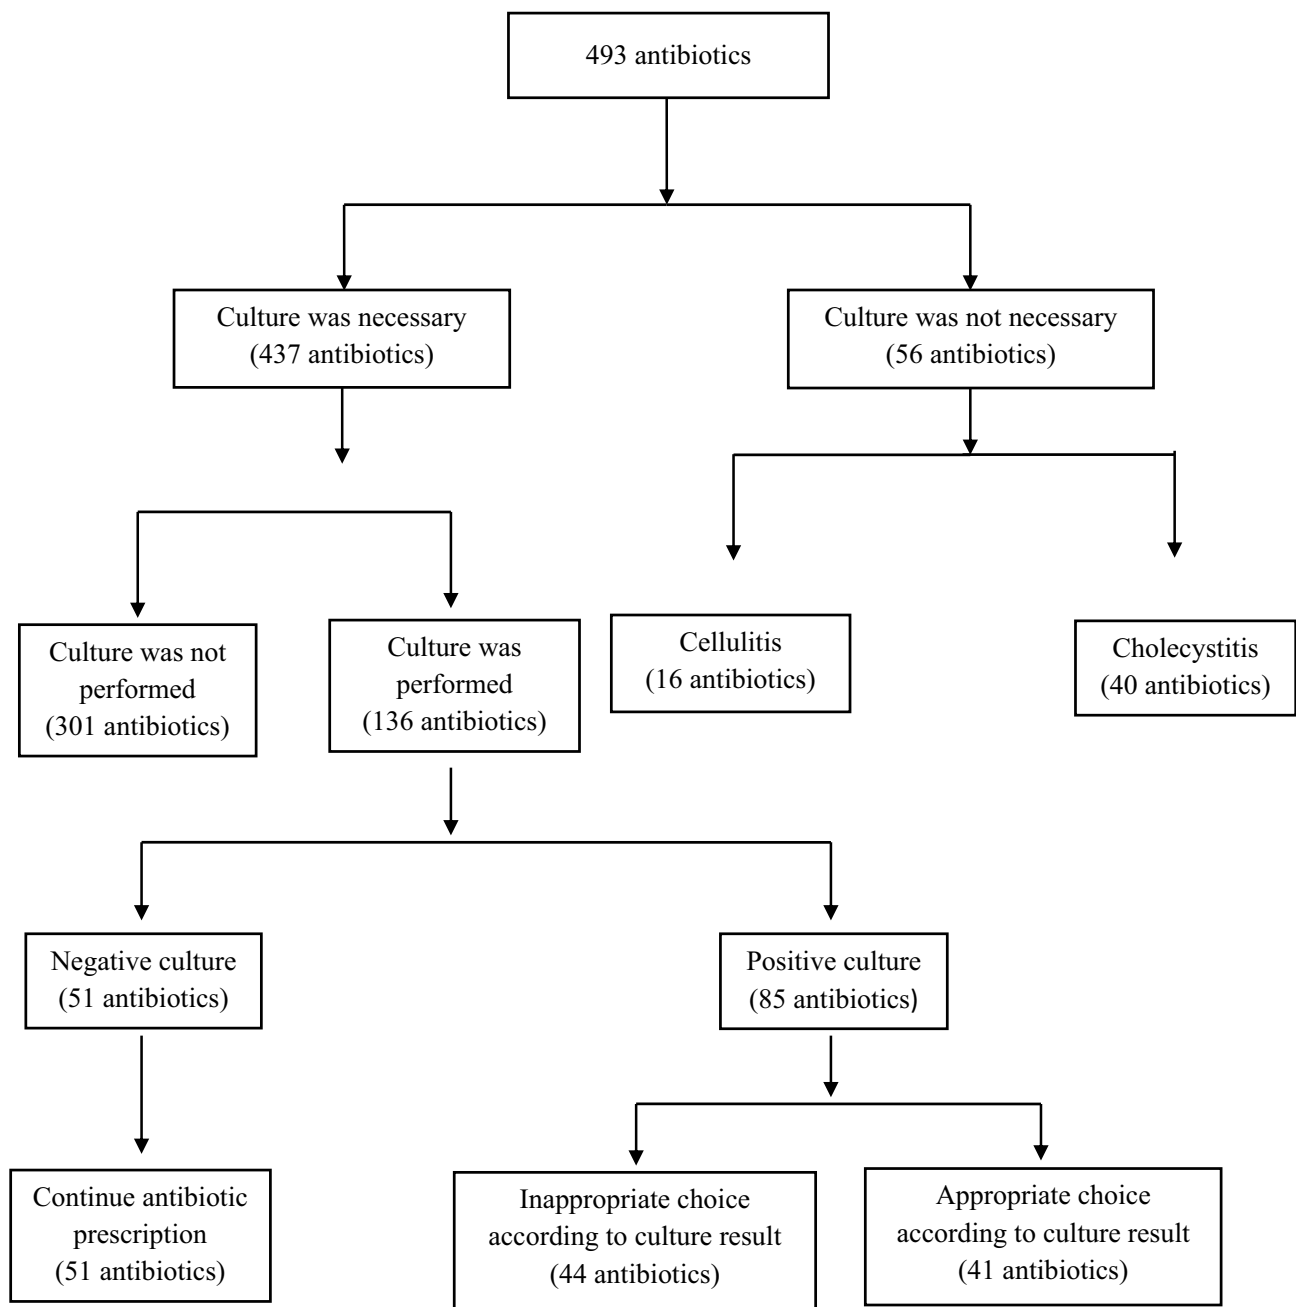 493 antibiotics
Culture was necessary
(437 antibiotics)
Culture was not necessary
(56 antibiotics)
Culture was not
performed
(301 antibiotics)
Culture was
performed
(136 antibiotics)
Cellulitis
(16 antibiotics)
Cholecystitis
(40 antibiotics)
Negative culture
(51 antibiotics)
Positive culture
(85 antibiotics)
Continue antibiotic
prescription
(51 antibiotics)
Inappropriate choice
according to culture result
(44 antibiotics)
Appropriate choice
according to culture result
(41 antibiotics)